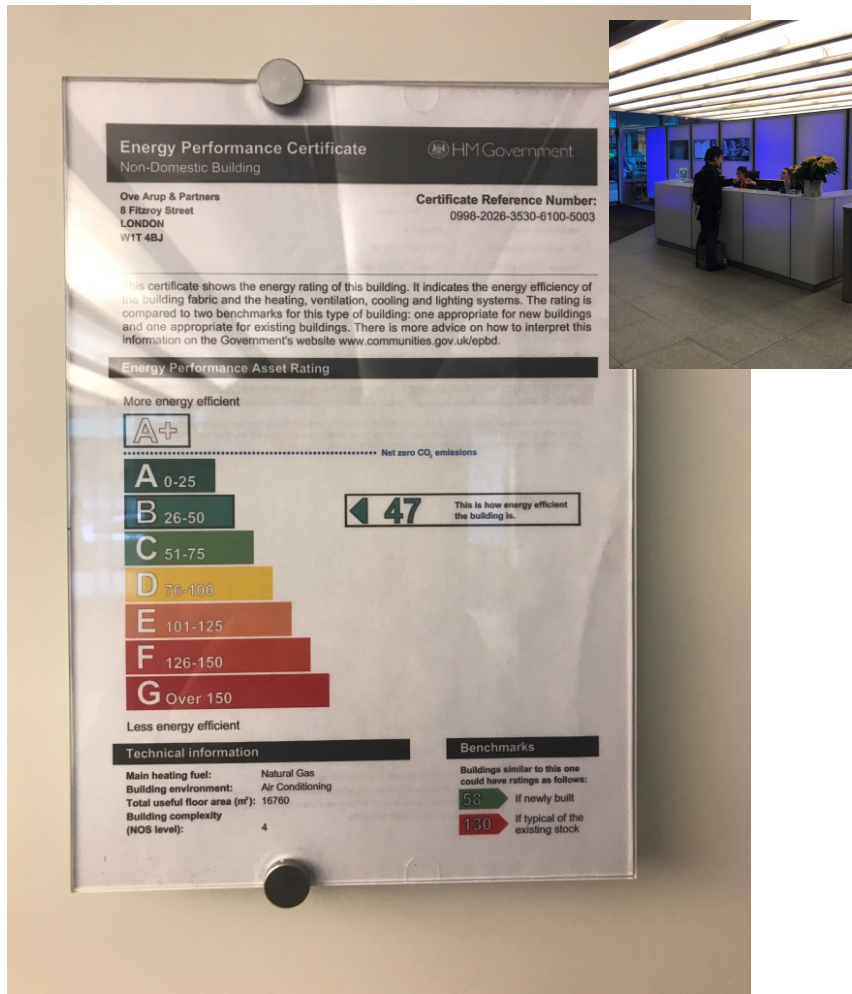 Energy Performance Certificate
Non-Domestic Building
HM Government
Ove Arup & Partners
8 Fitzroy Street
LONDON
W1T 4BJ
Certificate Reference Number:
0998-2026-3530-6100-5003
This certificate shows the energy rating of this building. It indicates the energy efficiency of
the building fabric and the heating, ventilation, cooling and lighting systems. The rating is
compared to two benchmarks for this type of building: one appropriate for new buildings
and one appropriate for existing buildings. There is more advice on how to interpret this
information on the Government's website www.communities.gov.uk/epbd.
Energy Performance Asset Rating
More energy efficient
A+
Net zero CO₂ emissions
A 0-25
B 26-50
47
This is how energy efficient
the building is.
C 51-75
D 76-100
E 101-125
F 126-150
G Over 150
Less energy efficient
Technical information
Main heating fuel: Natural Gas
Building environment: Air Conditioning
Total useful floor area (m²): 16760
Building complexity
(NOS level): 4
Benchmarks
Buildings similar to this one
could have ratings as follows:
58 If newly built
130 If typical of the
existing stock